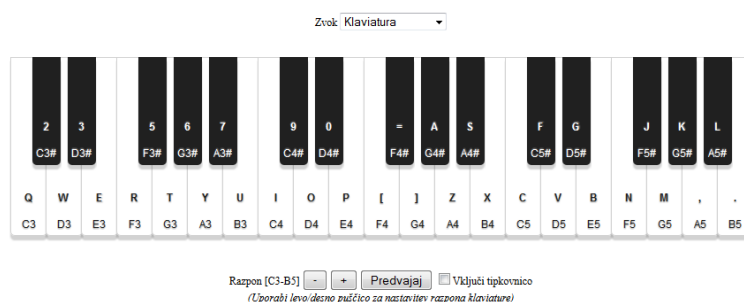 Zvok Klaviatura
2 3 5 6 7 9 0 = A S F G J K L
C3# D3# F3# G3# A3# C4# D4# F4# G4# A4# C5# D5# F5# G5# A5#
Q W E R T Y U I O P [ ] Z X C V B N M , .
C3 D3 E3 F3 G3 A3 B3 C4 D4 E4 F4 G4 A4 B4 C5 D5 E5 F5 G5 A5 B5
Razpon [C3-B5] - + Predvajaj Vključi tipkovnico
(Uporabi levo/desno puščico za nastavitev razpona klaviature)